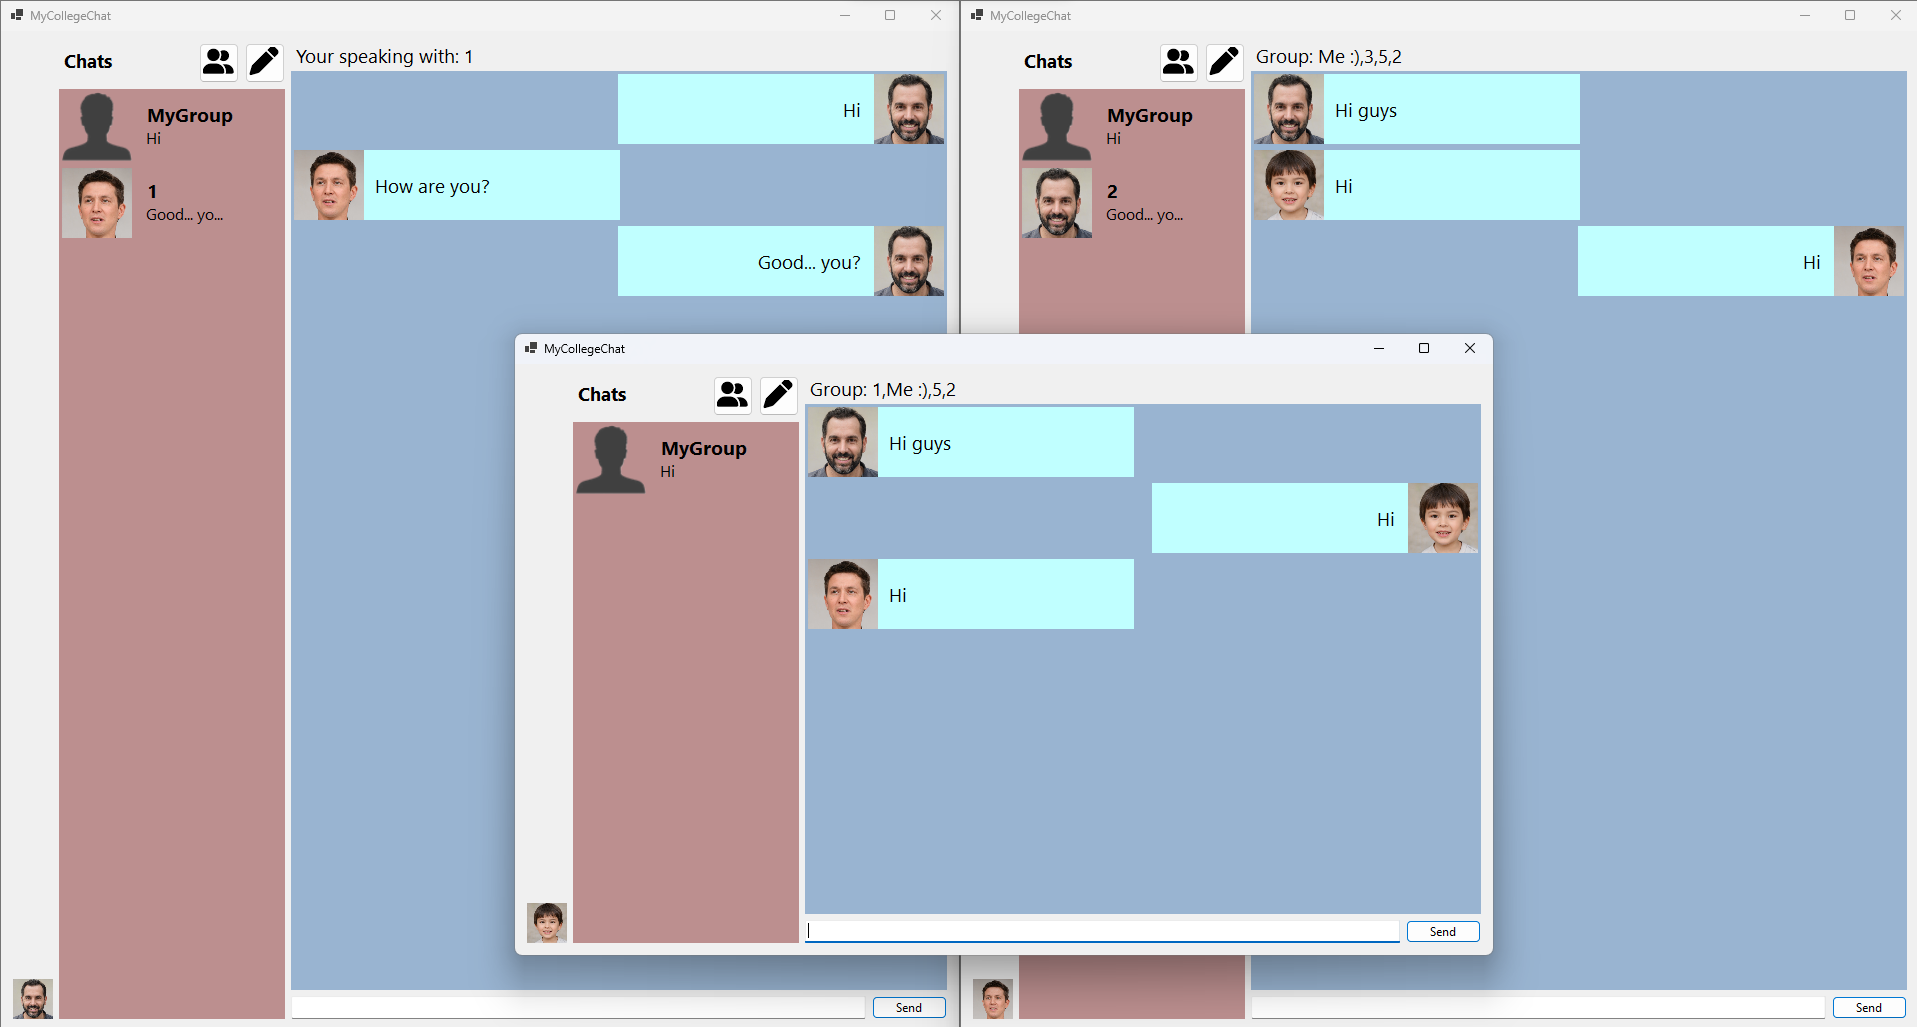 MyCollegeChat
Chats
Your speaking with: 1
MyGroup
Hi
1
Good... yo...
Hi
How are you?
Good... you?
Send
MyCollegeChat
Chats
Group: Me :),3,5,2
MyGroup
Hi
2
Good... yo...
Hi guys
Hi
Hi
Send
MyCollegeChat
Chats
Group: 1,Me :),5,2
MyGroup
Hi
Hi guys
Hi
Hi
Send